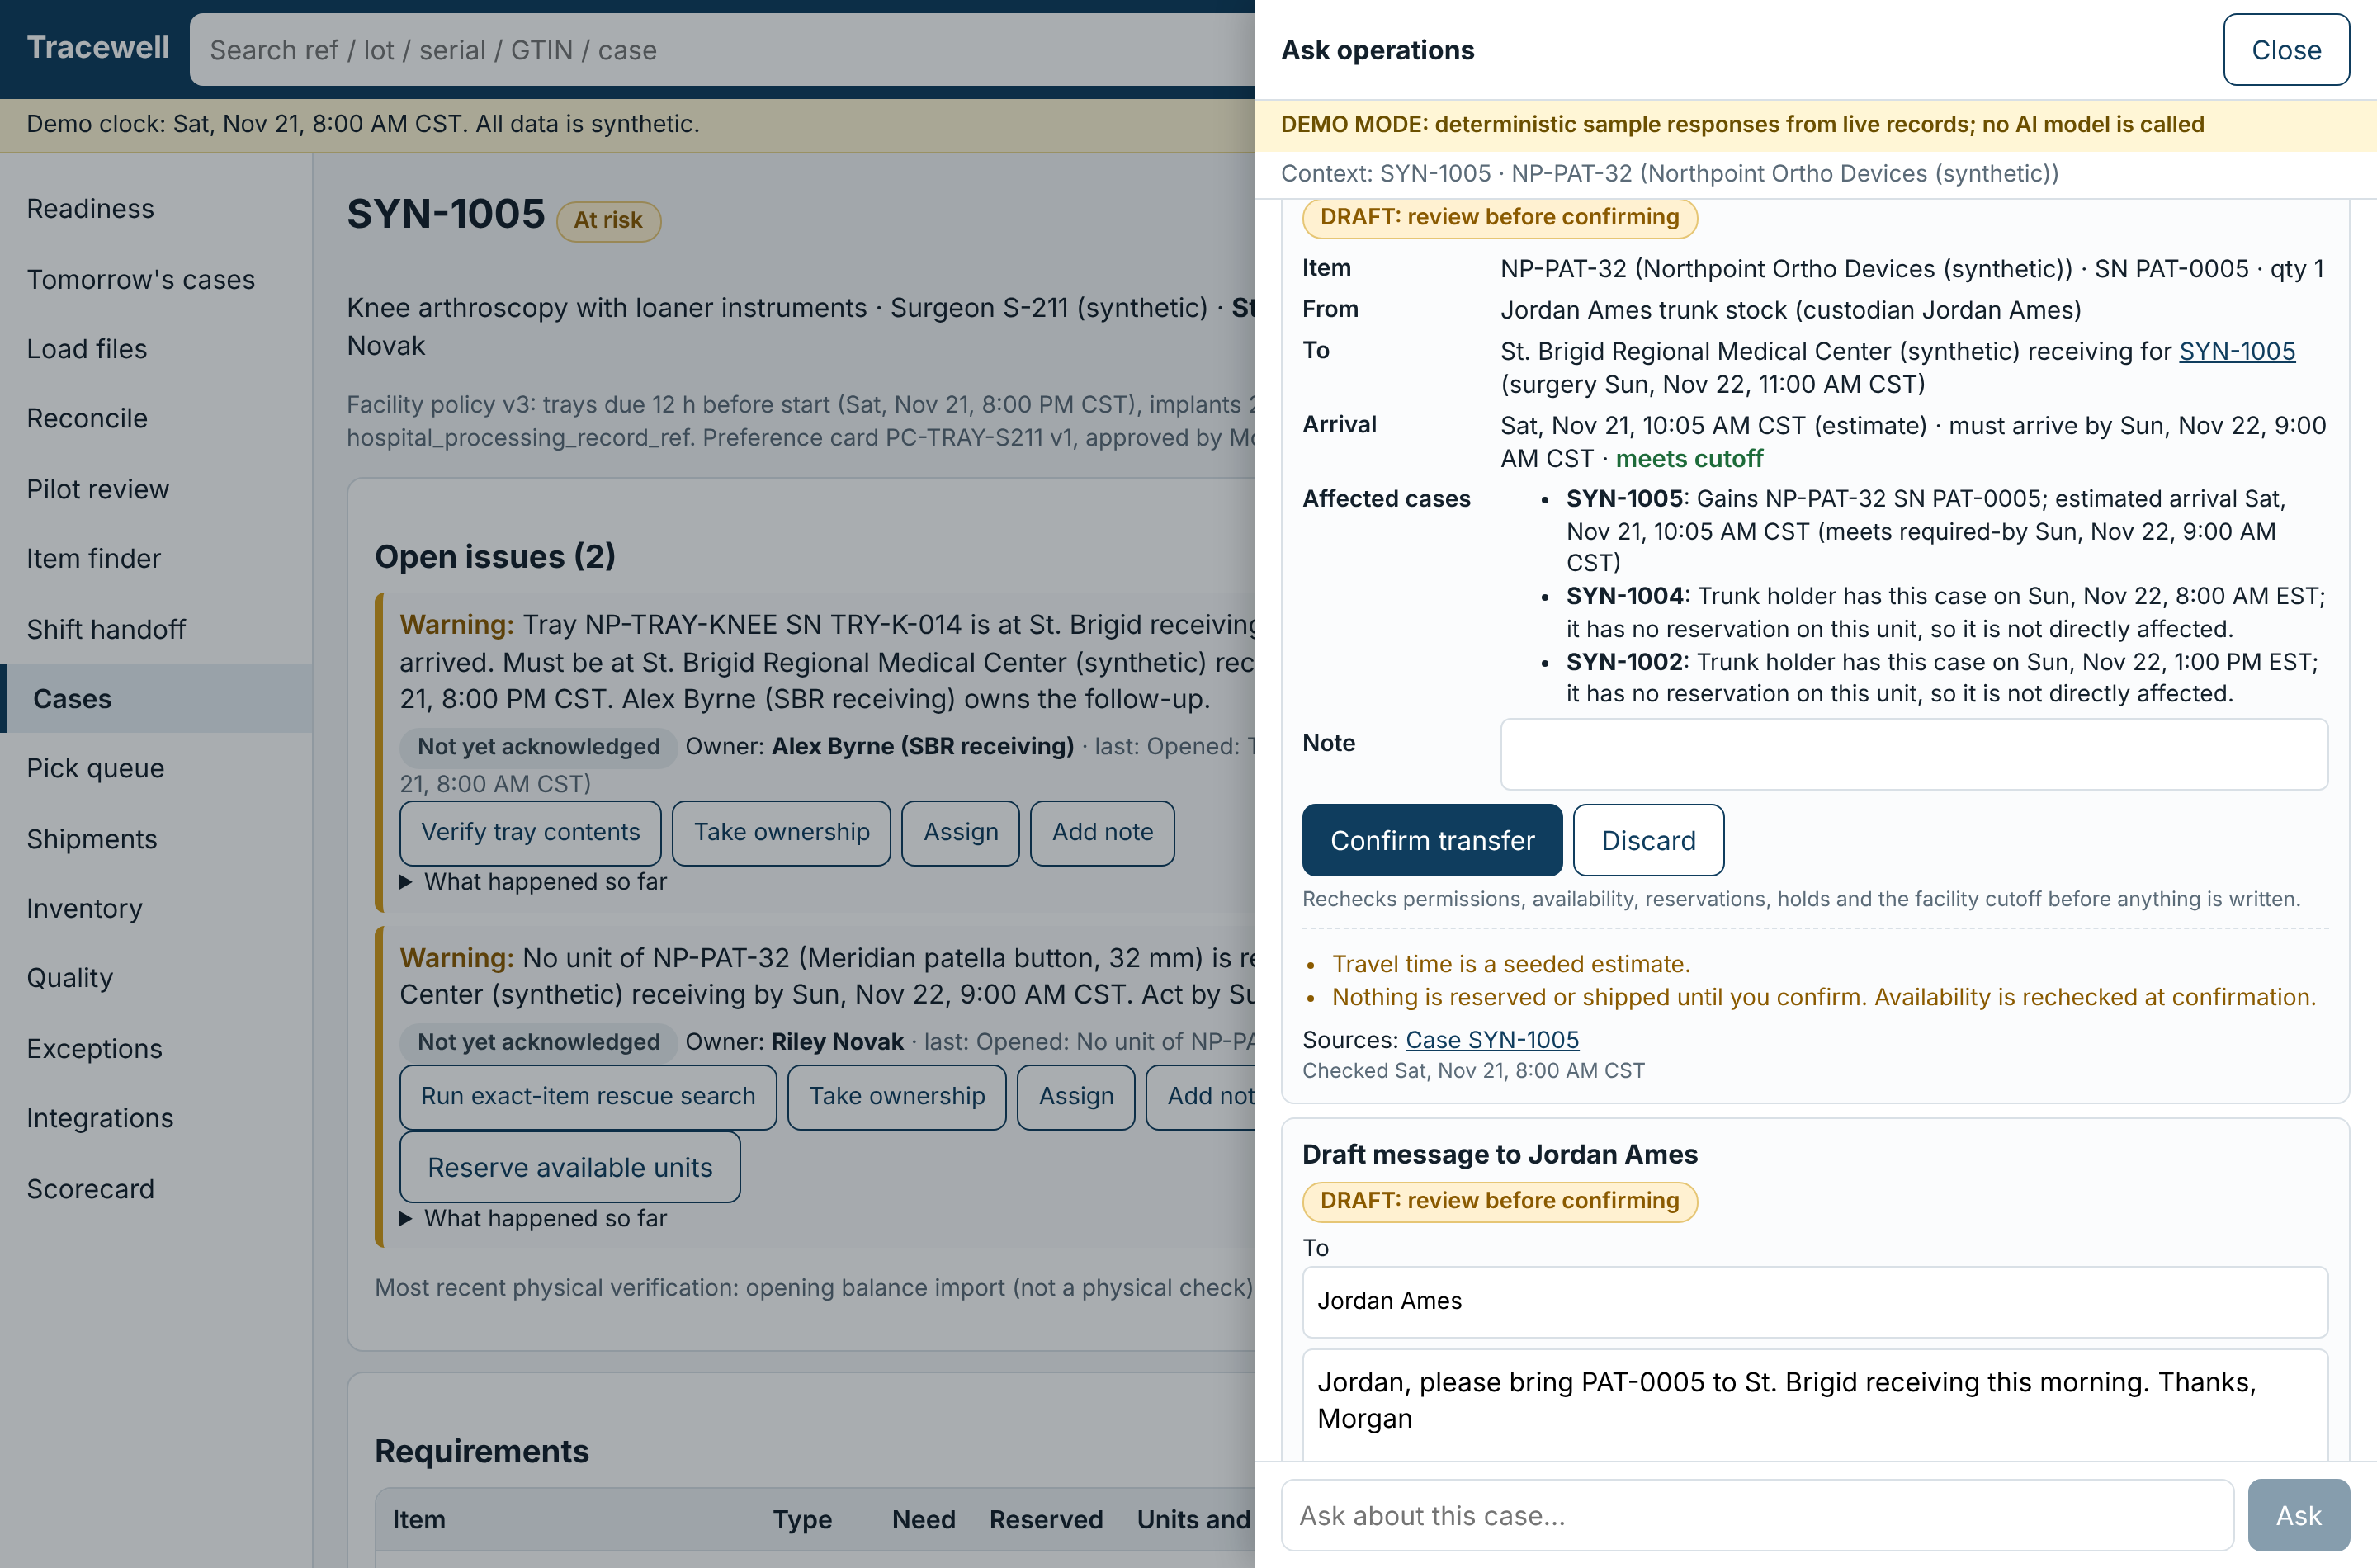 Tracewell
Search ref / lot / serial / GTIN / case
Demo clock: Sat, Nov 21, 8:00 AM CST. All data is synthetic.
Readiness
Tomorrow's cases
Load files
Reconcile
Pilot review
Item finder
Shift handoff
Cases
Pick queue
Shipments
Inventory
Quality
Exceptions
Integrations
Scorecard
SYN-1005 At risk
Knee arthroscopy with loaner instruments · Surgeon S-211 (synthetic) ·
Novak
Facility policy v3: trays due 12 h before start (Sat, Nov 21, 8:00 PM CST), implants
hospital_processing_record_ref. Preference card PC-TRAY-S211 v1, approved by
Open issues (2)
Warning: Tray NP-TRAY-KNEE SN TRY-K-014 is at St. Brigid receiving
arrived. Must be at St. Brigid Regional Medical Center (synthetic)
21, 8:00 PM CST. Alex Byrne (SBR receiving) owns the follow-up.
Not yet acknowledged Owner: Alex Byrne (SBR receiving) · last: Opened:
21, 8:00 AM CST)
Verify tray contents Take ownership Assign Add note
▶ What happened so far
Warning: No unit of NP-PAT-32 (Meridian patella button, 32 mm) is
Center (synthetic) receiving by Sun, Nov 22, 9:00 AM CST. Act by
Not yet acknowledged Owner: Riley Novak · last: Opened: No unit of
Run exact-item rescue search Take ownership Assign Add
Reserve available units
▶ What happened so far
Most recent physical verification: opening balance import (not a physical check)
Requirements
Item Type Need Reserved Units and
Ask operations
Close
DEMO MODE: deterministic sample responses from live records; no AI model is called
Context: SYN-1005 · NP-PAT-32 (Northpoint Ortho Devices (synthetic))
DRAFT: review before confirming
Item NP-PAT-32 (Northpoint Ortho Devices (synthetic)) · SN PAT-0005 · qty 1
From Jordan Ames trunk stock (custodian Jordan Ames)
To St. Brigid Regional Medical Center (synthetic) receiving for SYN-1005
(surgery Sun, Nov 22, 11:00 AM CST)
Arrival Sat, Nov 21, 10:05 AM CST (estimate) · must arrive by Sun, Nov 22, 9:00
AM CST · meets cutoff
Affected cases • SYN-1005: Gains NP-PAT-32 SN PAT-0005; estimated arrival Sat,
Nov 21, 10:05 AM CST (meets required-by Sun, Nov 22, 9:00 AM
CST)
• SYN-1004: Trunk holder has this case on Sun, Nov 22, 8:00 AM EST;
it has no reservation on this unit, so it is not directly affected.
• SYN-1002: Trunk holder has this case on Sun, Nov 22, 1:00 PM EST;
it has no reservation on this unit, so it is not directly affected.
Note
Confirm transfer Discard
Rechecks permissions, availability, reservations, holds and the facility cutoff before anything is written.
• Travel time is a seeded estimate.
• Nothing is reserved or shipped until you confirm. Availability is rechecked at confirmation.
Sources: Case SYN-1005
Checked Sat, Nov 21, 8:00 AM CST
Draft message to Jordan Ames
DRAFT: review before confirming
To
Jordan Ames
Jordan, please bring PAT-0005 to St. Brigid receiving this morning. Thanks,
Morgan
Ask about this case...
Ask